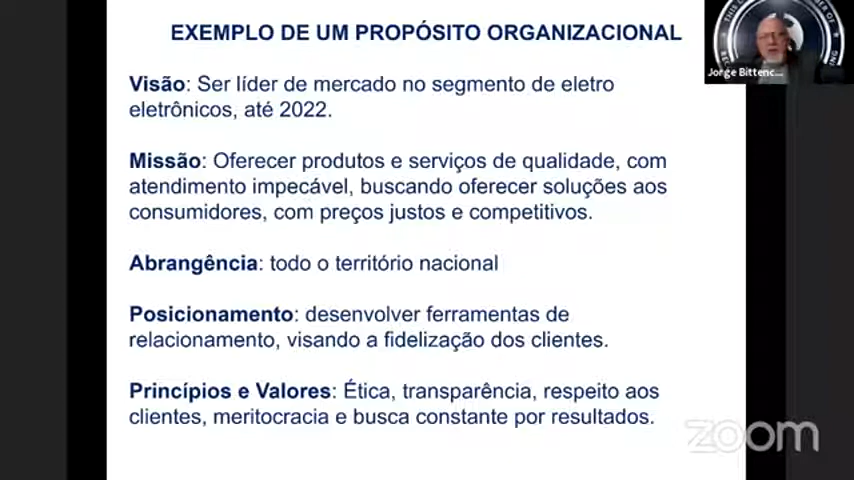 EXEMPLO DE UM PROPÓSITO ORGANIZACIONAL
Visão: Ser líder de mercado no segmento de eletro
eletrônicos, até 2022.
Missão: Oferecer produtos e serviços de qualidade, com
atendimento impecável, buscando oferecer soluções aos
consumidores, com preços justos e competitivos.
Abrangência: todo o território nacional
Posicionamento: desenvolver ferramentas de
relacionamento, visando a fidelização dos clientes.
Princípios e Valores: Ética, transparência, respeito aos
clientes, meritocracia e busca constante por resultados.
Jorge Bittenc...
zoom